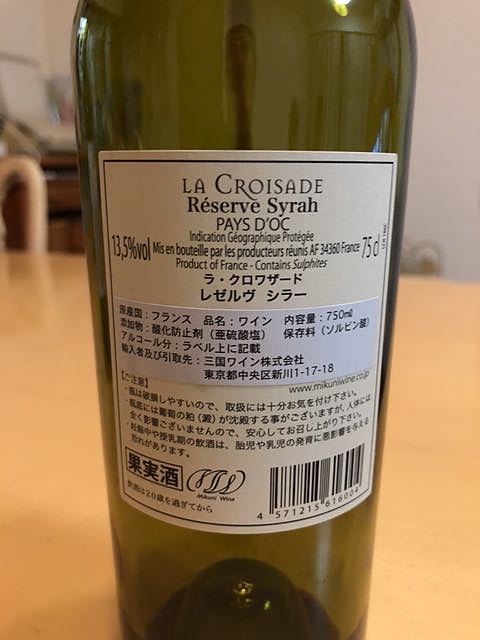 LA CROISADE
Réserve Syrah
PAYS D'OC
Indication Géographique Protégée
13,5%vol Mis en bouteille par les producteurs réunis AF 34360 France 75 cl
Product of France - Contains Sulphites
ラ・クロワザード
レゼルヴ シラー
原産国:フランス 品名:ワイン 内容量:750㎖
添加物:酸化防止剤(亜硫酸塩) 保存料(ソルビン酸)
アルコール分:ラベル上に記載
輸入者及び引取先:三国ワイン株式会社
東京都中央区新川1-17-18
www.mikuniwine.co.jp
【ご注意】
・瓶は破損しやすいので、取扱には十分お気を付け下さい。
・瓶底には葡萄の粕(澱)が沈殿する事がございますが、人体には
全く影響ございませんので、安心してお召し上がり下さい。
・妊娠中や授乳期の飲酒は、胎児や乳児の発育に悪影響を与える
恐れがあります。
果実酒
Mikuni Wine
飲酒は20歳を過ぎてから
4 571215 616004